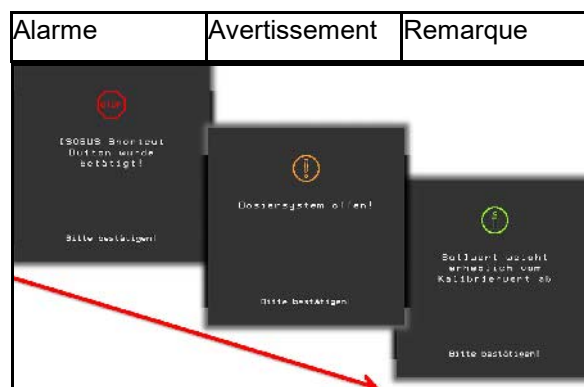 Alarme
Avertissement
Remarque
STOP
ISOBUS Shortcut
Button wurde
betätigt!
Bitte bestätigen!
Dosiersystem offen!
Bitte bestätigen!
Sollwert weicht
erheblich vom
Kalibrierwert ab
Bitte bestätigen!